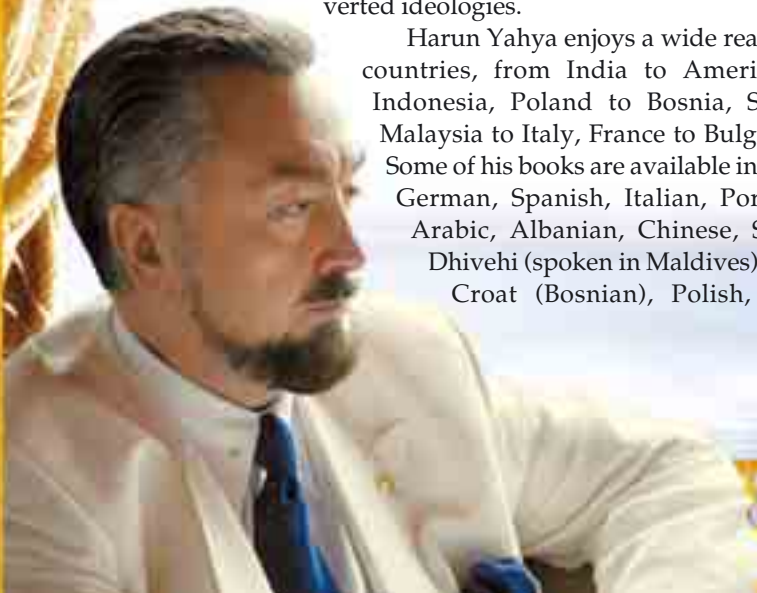 verted ideologies.
Harun Yahya enjoys a wide rea
countries, from India to Ameri
Indonesia, Poland to Bosnia, S
Malaysia to Italy, France to Bulg
Some of his books are available in
German, Spanish, Italian, Por
Arabic, Albanian, Chinese, S
Dhivehi (spoken in Maldives)
Croat (Bosnian), Polish,